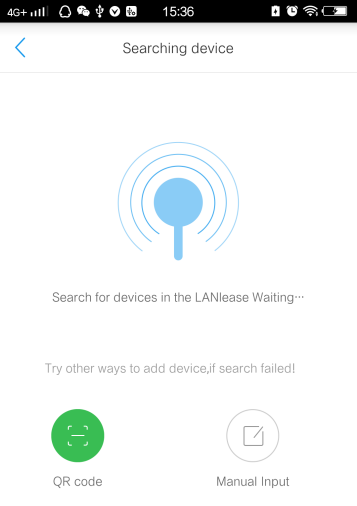 4G+ 15:36
Searching device
Search for devices in the LANlease Waiting···
Try other ways to add device,if search failed!
QR code
Manual Input